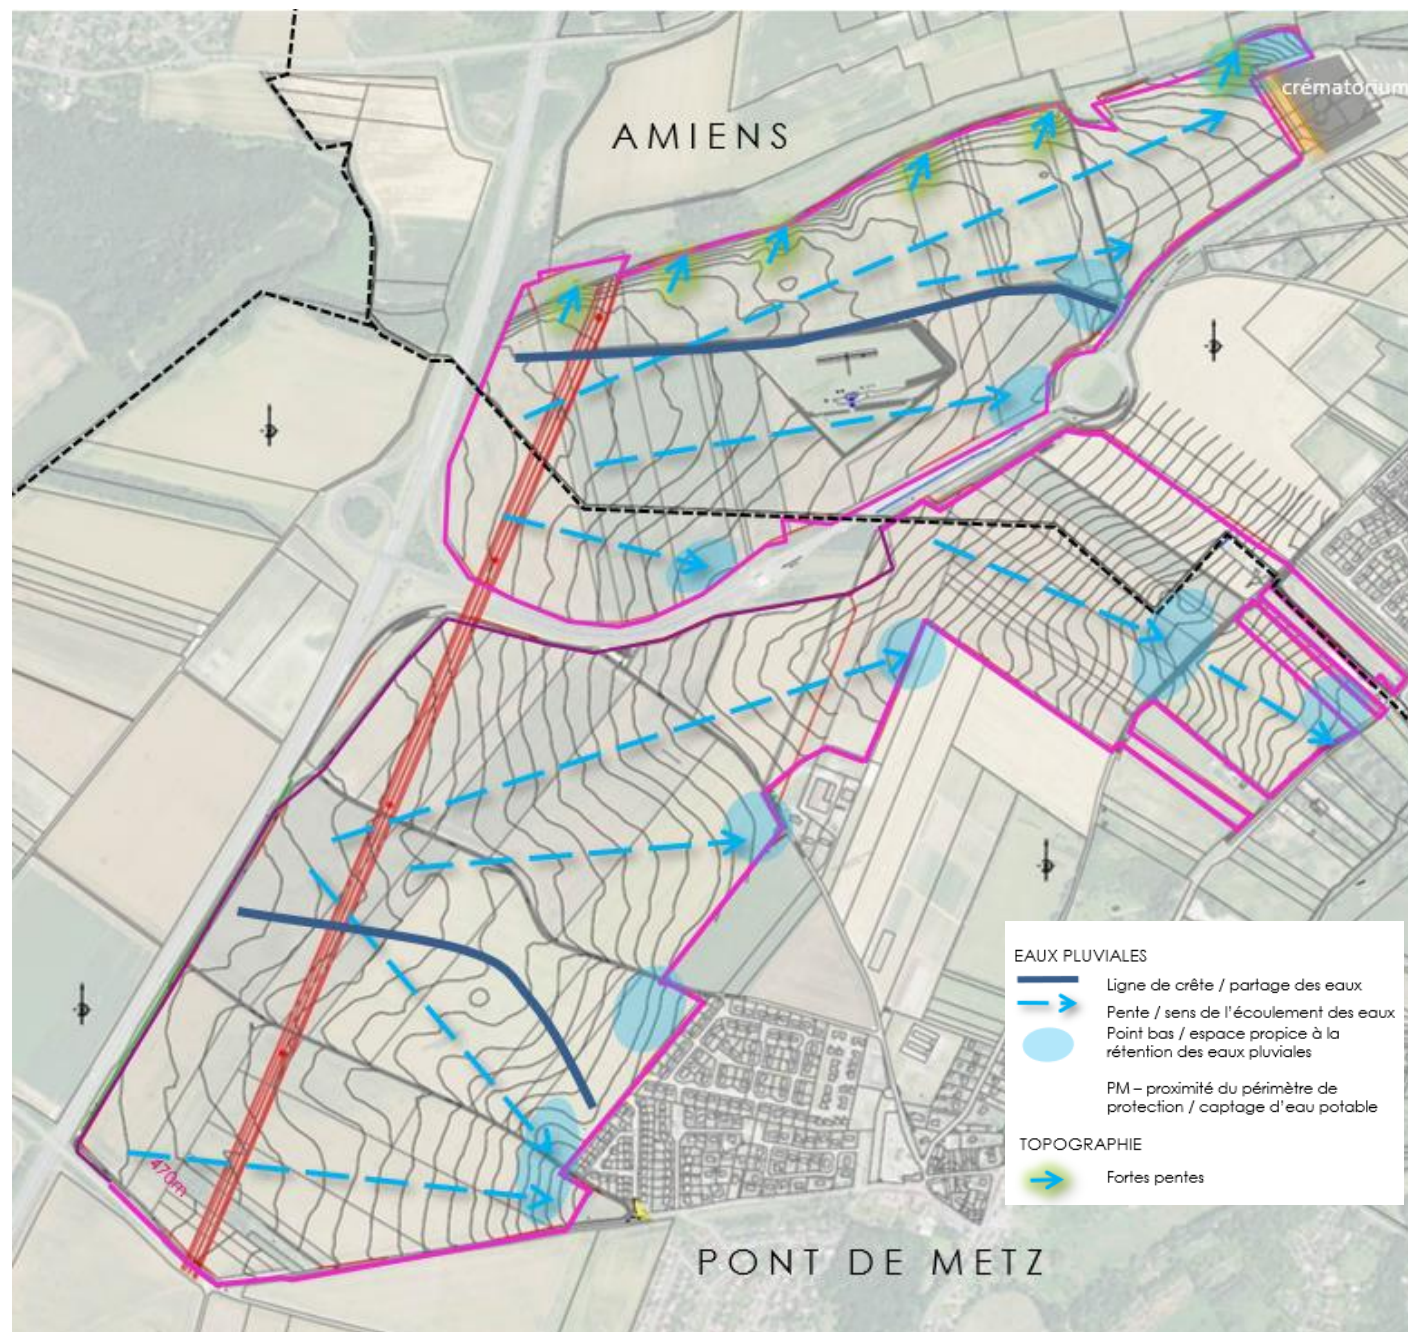 crématorium
AMIENS
EAUX PLUVIALES
Ligne de crête / partage des eaux
Pente / sens de l'écoulement des eaux
Point bas / espace propice à la
rétention des eaux pluviales
PM – proximité du périmètre de
protection / captage d'eau potable
TOPOGRAPHIE
Fortes pentes
470m
PONT DE METZ